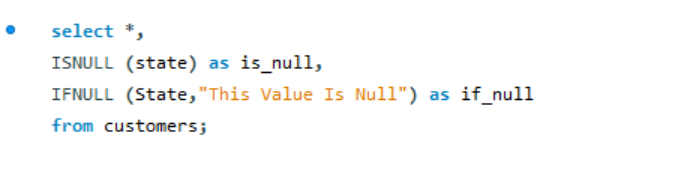 select *,
ISNULL (state) as is_null,
IFNULL (State,"This Value Is Null") as if_null
from customers;